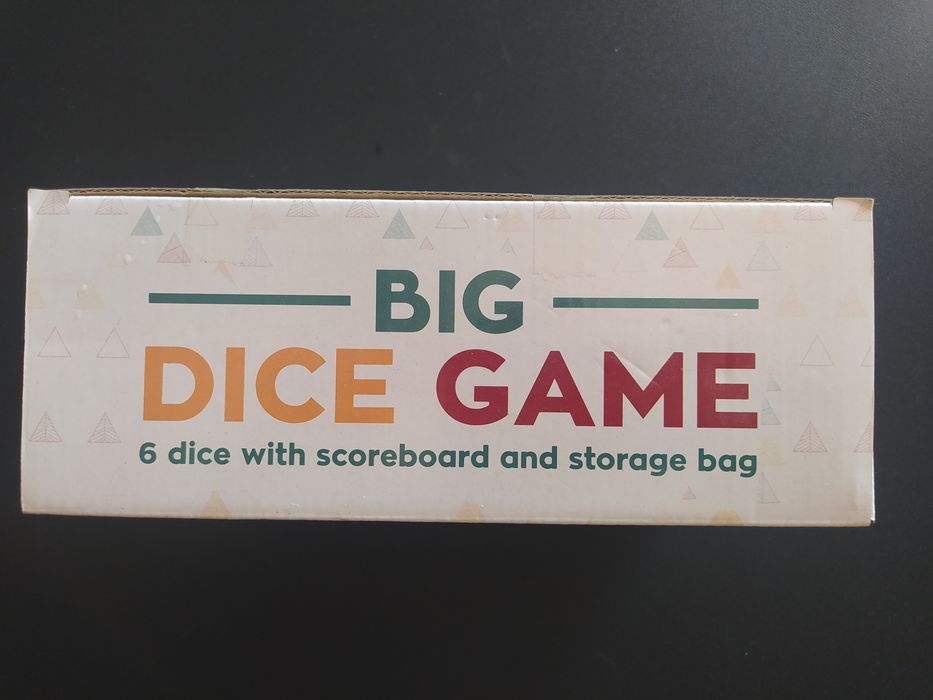 BIG
DICE GAME
6 dice with scoreboard and storage bag